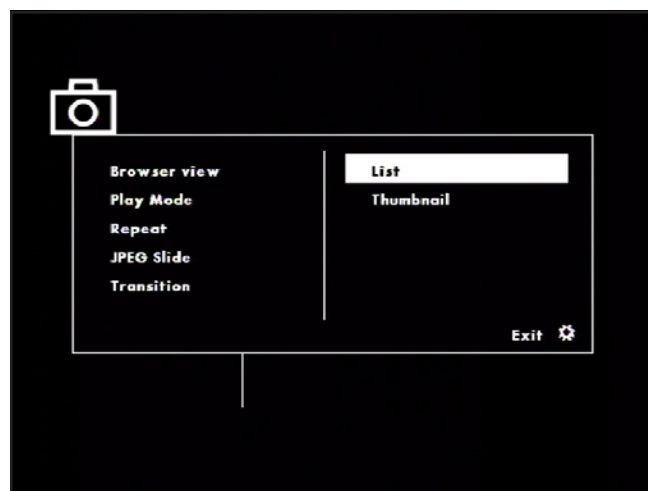 Browser view
Play Mode
Repeat
JPEG Slide
Transition
List
Thumbnail
Exit